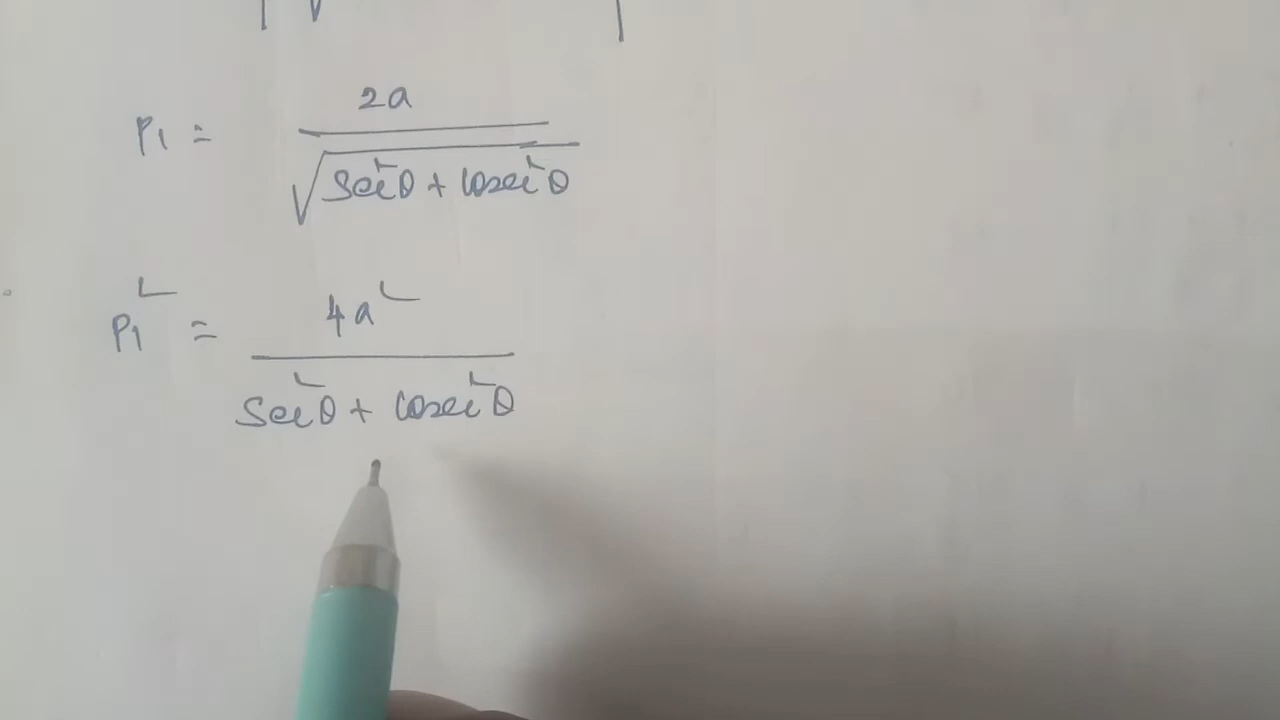 P₁ = 2a / √(sec²θ + cosec²θ)
P₁² = 4a² / (sec²θ + cosec²θ)